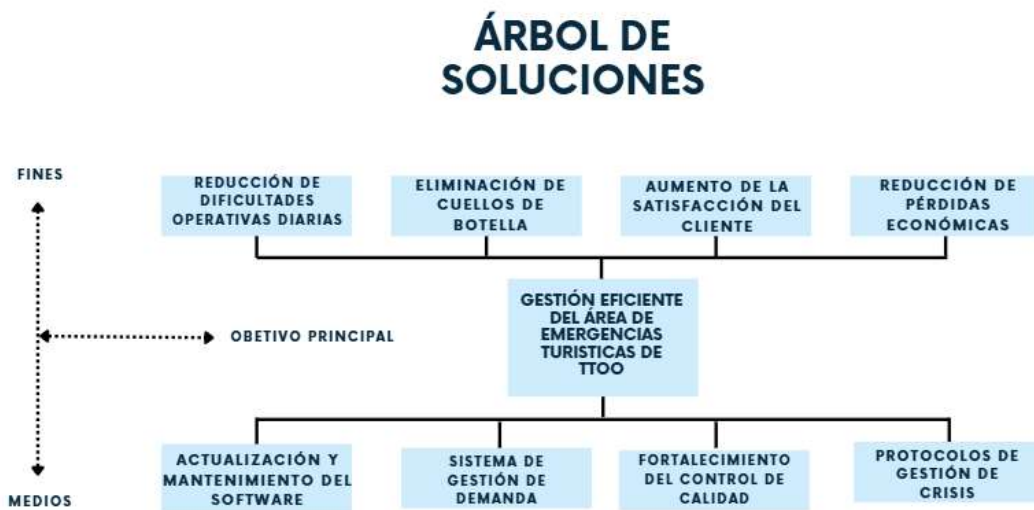 ÁRBOL DE
SOLUCIONES
FINES
REDUCCIÓN DE
DIFICULTADES
OPERATIVAS DIARIAS
ELIMINACIÓN DE
CUELLOS DE
BOTELLA
AUMENTO DE LA
SATISFACCIÓN DEL
CLIENTE
REDUCCIÓN DE
PÉRDIDAS
ECONÓMICAS
GESTIÓN EFICIENTE
DEL ÁREA DE
EMERGENCIAS
TURISTICAS DE
TTOO
OBETIVO PRINCIPAL
ACTUALIZACIÓN Y
MANTENIMIENTO DEL
SOFTWARE
SISTEMA DE
GESTIÓN DE
DEMANDA
FORTALECIMIENTO
DEL CONTROL DE
CALIDAD
PROTOCOLOS DE
GESTIÓN DE
CRISIS
MEDIOS